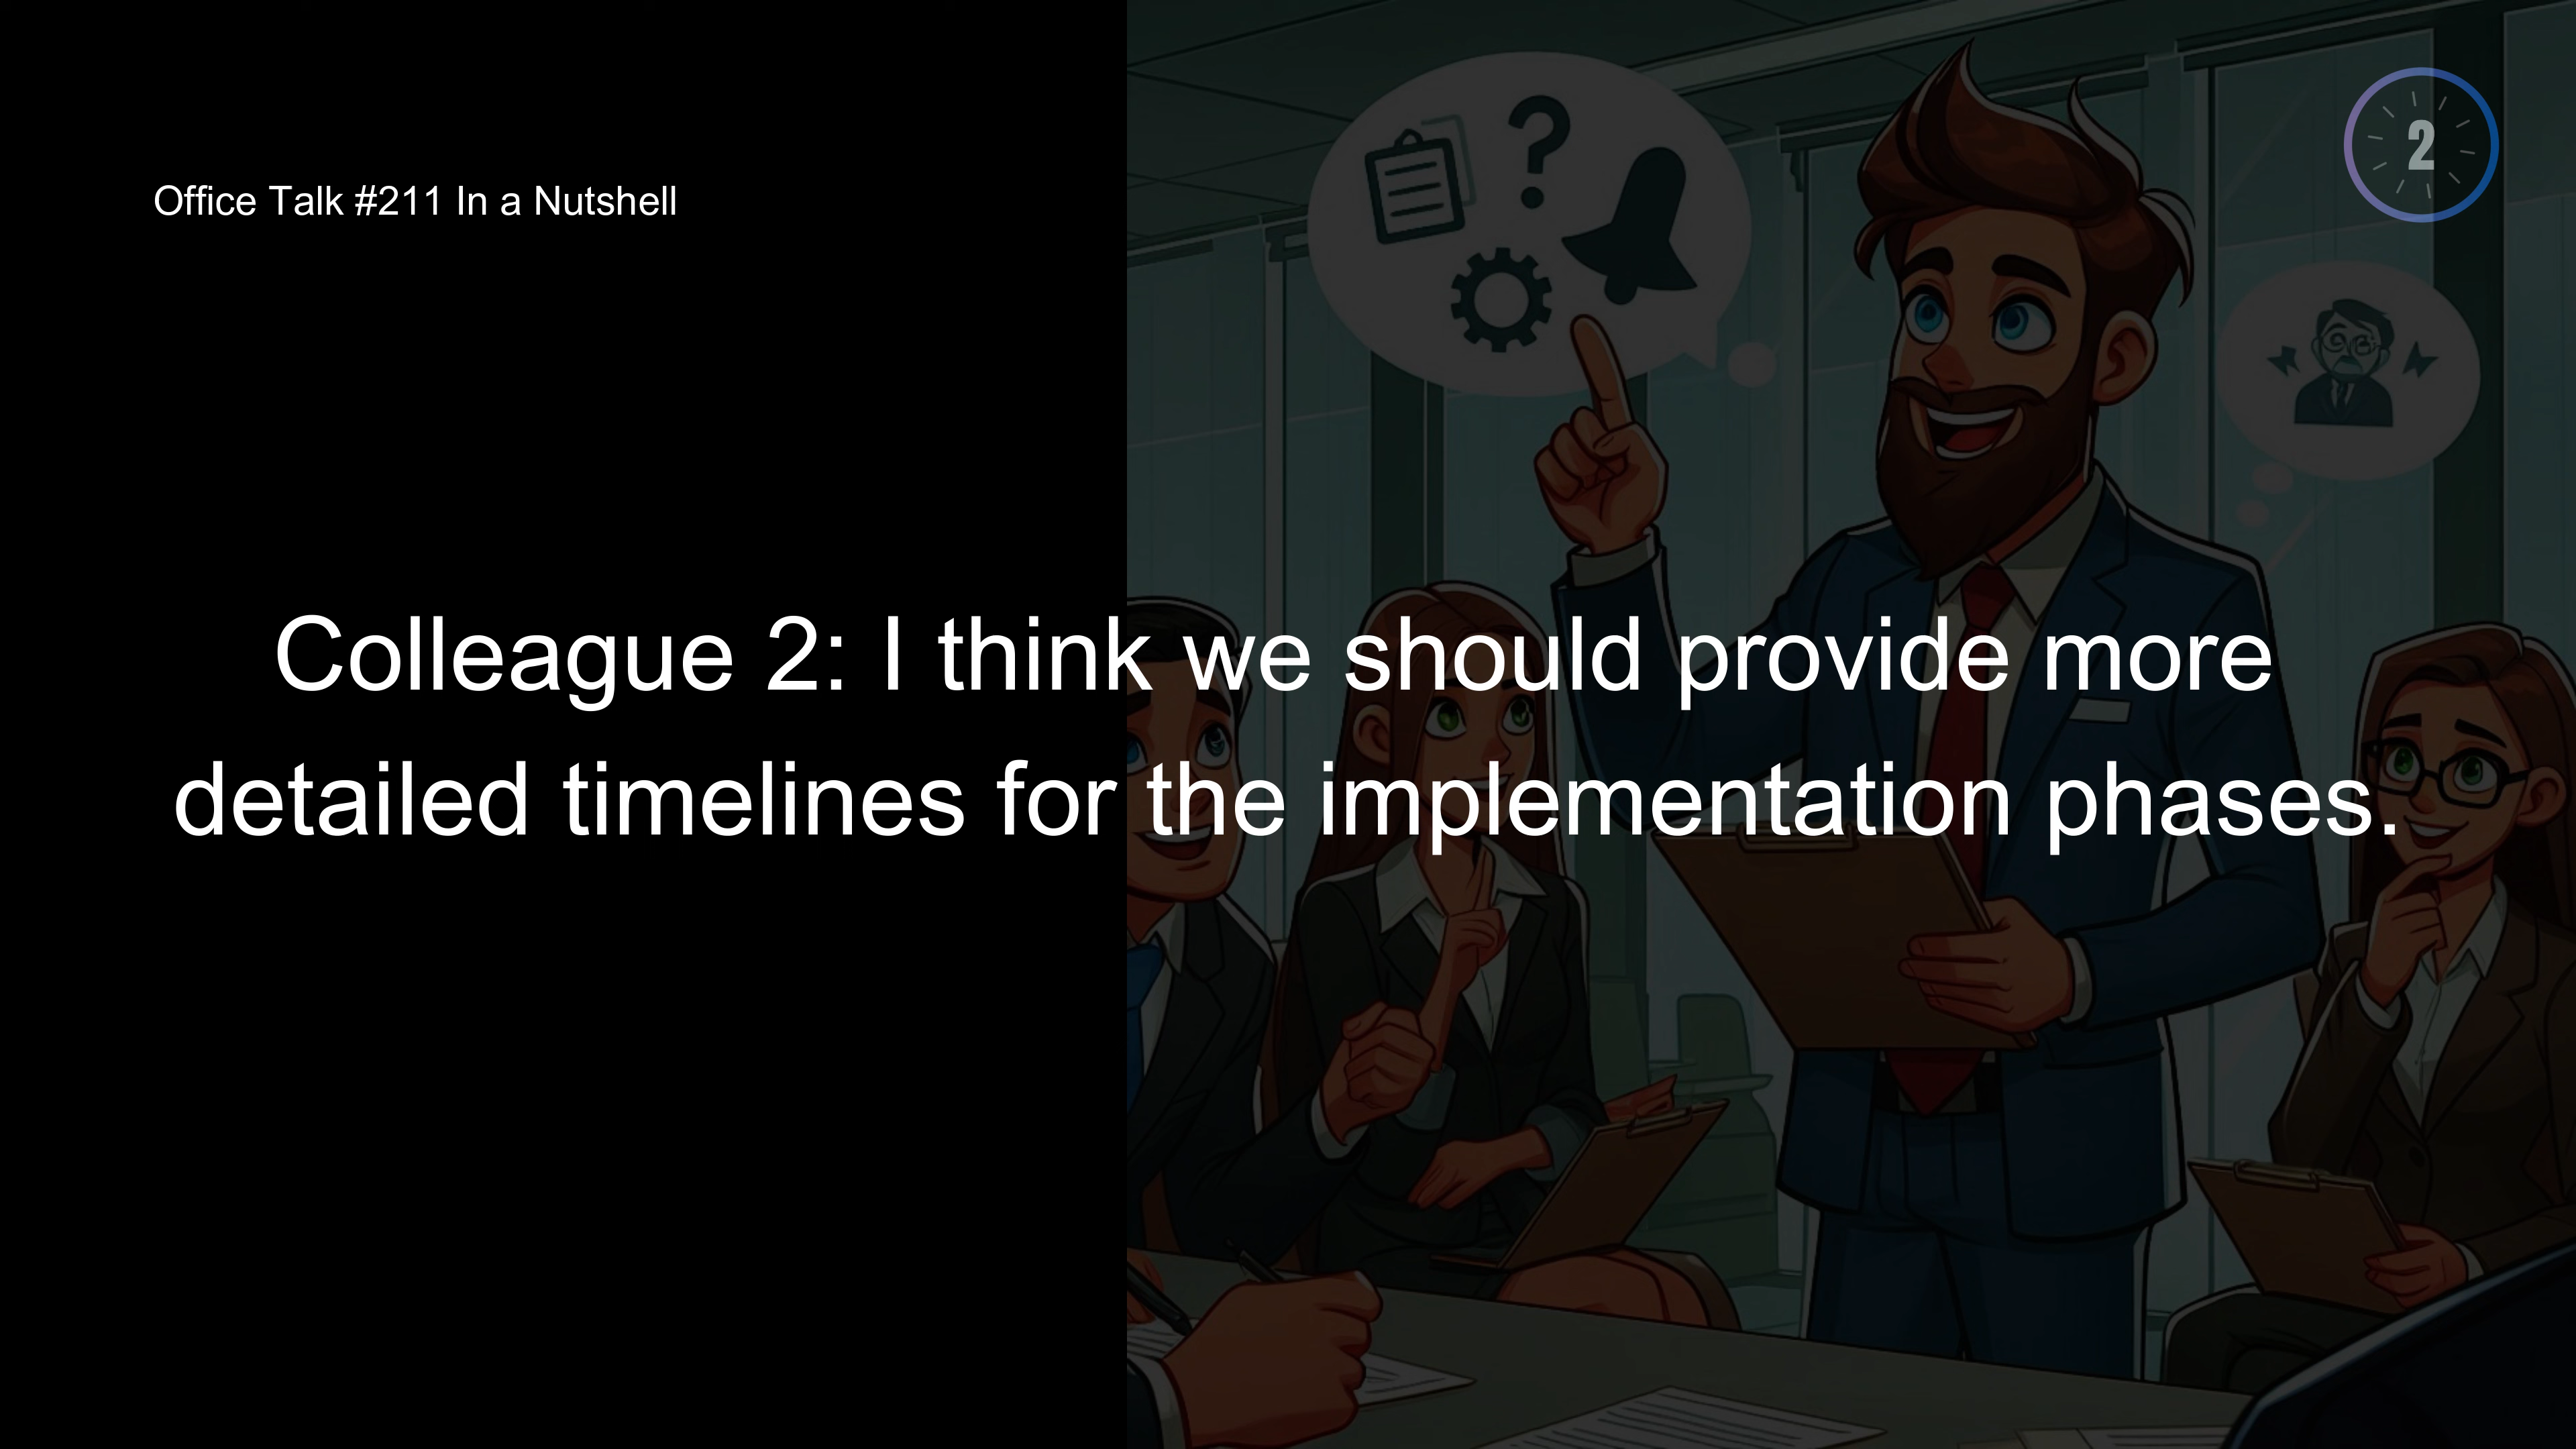 Office Talk #211 In a Nutshell
2
Colleague 2: I think we should provide more
detailed timelines for the implementation phases.